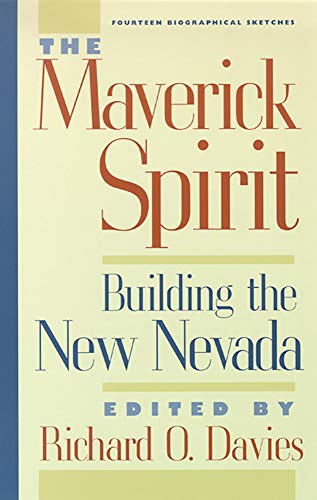 FOURTEEN BIOGRAPHICAL SKETCHES
THE
Maverick
Spirit
Building the
New Nevada
EDITED BY
Richard O. Davies